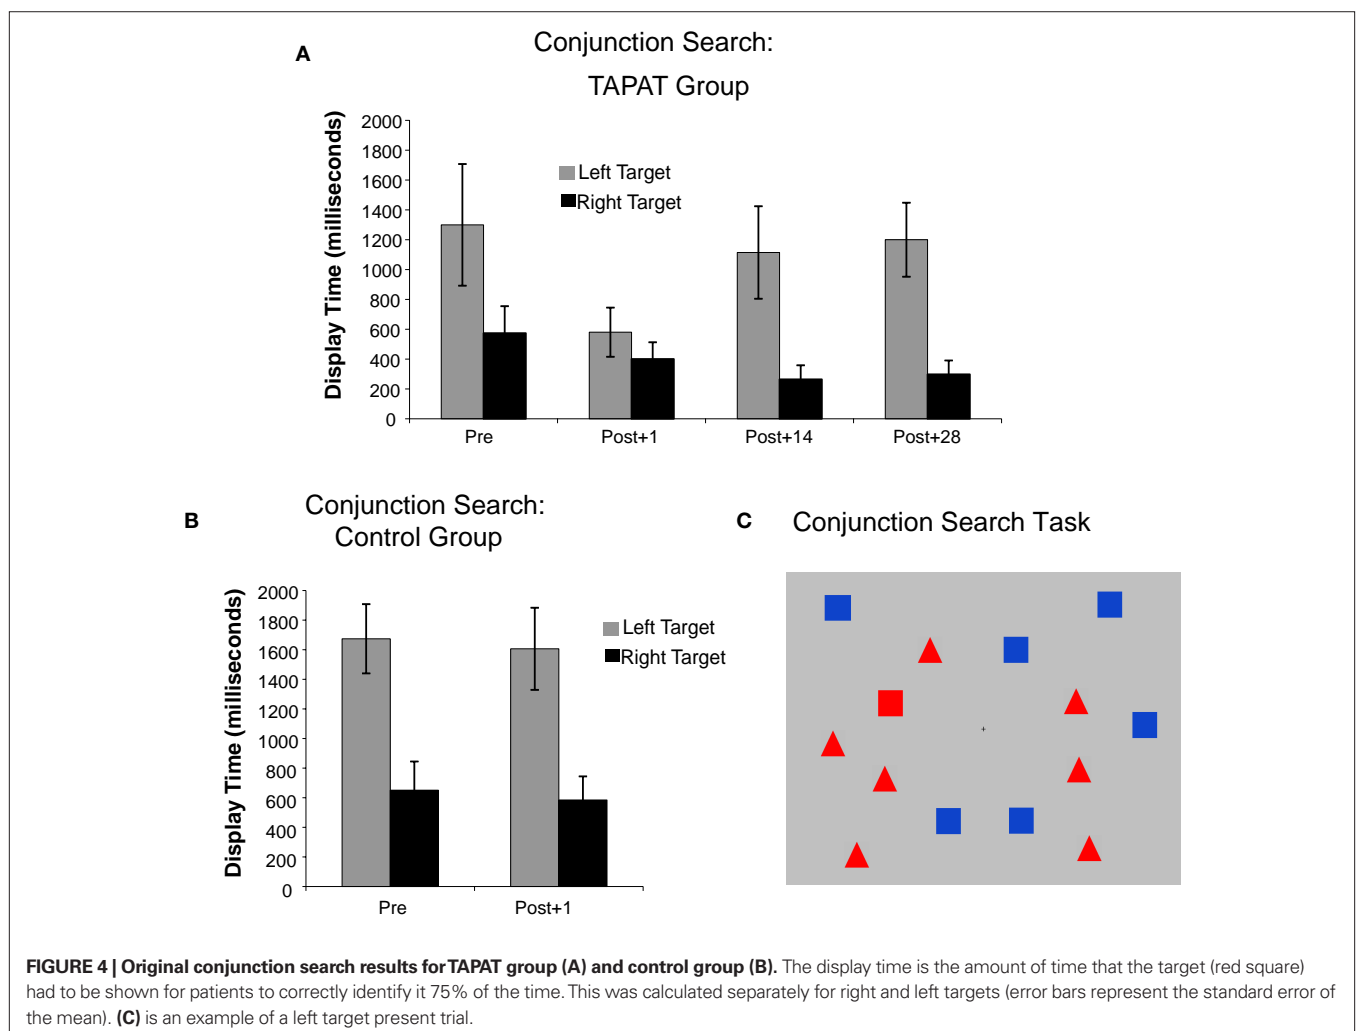 A
Conjunction Search:
TAPAT Group
Display Time (milliseconds)
2000
1800
1600
1400
1200
1000
800
600
400
200
0
Left Target
Right Target
Pre
Post+1
Post+14
Post+28
B
Conjunction Search:
Control Group
Display Time (milliseconds)
2000
1800
1600
1400
1200
1000
800
600
400
200
0
Left Target
Right Target
Pre
Post+1
C
Conjunction Search Task
FIGURE 4 | Original conjunction search results for TAPAT group (A) and control group (B). The display time is the amount of time that the target (red square)
had to be shown for patients to correctly identify it 75% of the time. This was calculated separately for right and left targets (error bars represent the standard error of
the mean). (C) is an example of a left target present trial.